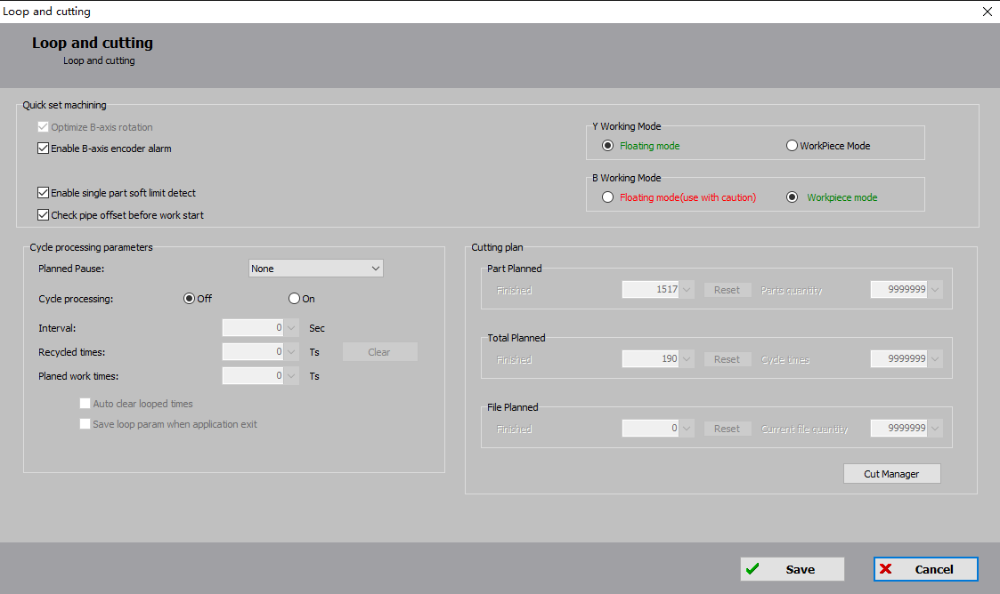 Loop and cutting
Loop and cutting
Loop and cutting
Quick set machining
Optimize B-axis rotation
Enable B-axis encoder alarm
Enable single part soft limit detect
Check pipe offset before work start
Y Working Mode
Floating mode
WorkPiece Mode
B Working Mode
Floating mode(use with caution)
Workpiece mode
Cycle processing parameters
Planned Pause:
None
Cycle processing:
Off
On
Interval:
0
Sec
Recycled times:
0
Ts
Clear
Planed work times:
0
Ts
Auto clear looped times
Save loop param when application exit
Cutting plan
Part Planned
Finished
1517
Reset
Parts quantity
9999999
Total Planned
Finished
190
Reset
Cycle times
9999999
File Planned
Finished
0
Reset
Current file quantity
9999999
Cut Manager
Save
Cancel